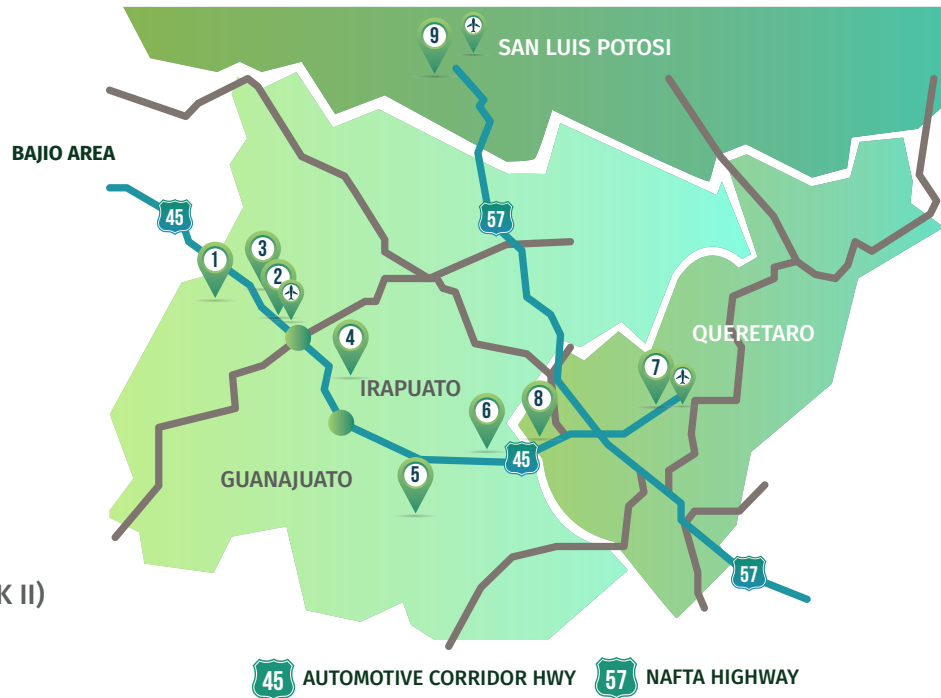 9
SAN LUIS POTOSI
BAJIO AREA
45
57
3
1
2
QUERETARO
4
IRAPUATO
7
8
6
45
GUANAJUATO
5
57
K II)
45 AUTOMOTIVE CORRIDOR HWY 57 NAFTA HIGHWAY